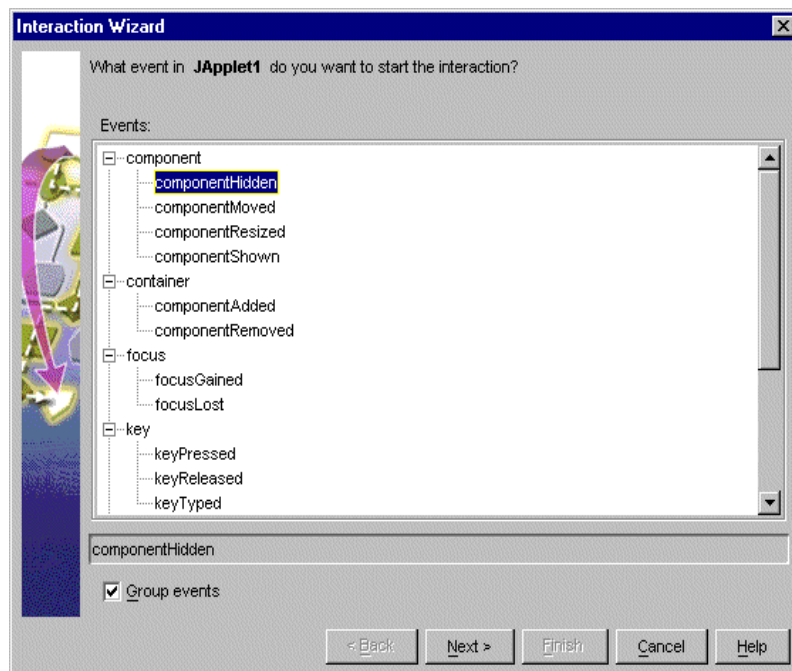 Interaction Wizard
What event in JApplet1 do you want to start the interaction?
Events:
component
componentHidden
componentMoved
componentResized
componentShown
container
componentAdded
componentRemoved
focus
focusGained
focusLost
key
keyPressed
keyReleased
keyTyped
componentHidden
Group events
< Back Next > Finish Cancel Help